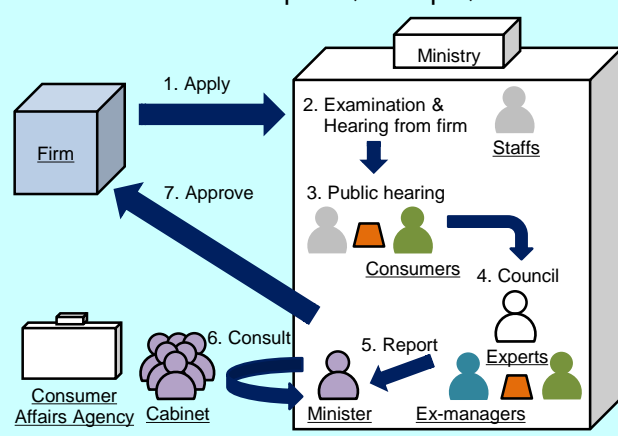 Ministry
1. Apply
2. Examination &
Hearing from firm
Firm
Staffs
7. Approve
3. Public hearing
Consumers
4. Council
6. Consult
5. Report
Experts
Consumer
Affairs Agency
Cabinet
Minister
Ex-managers